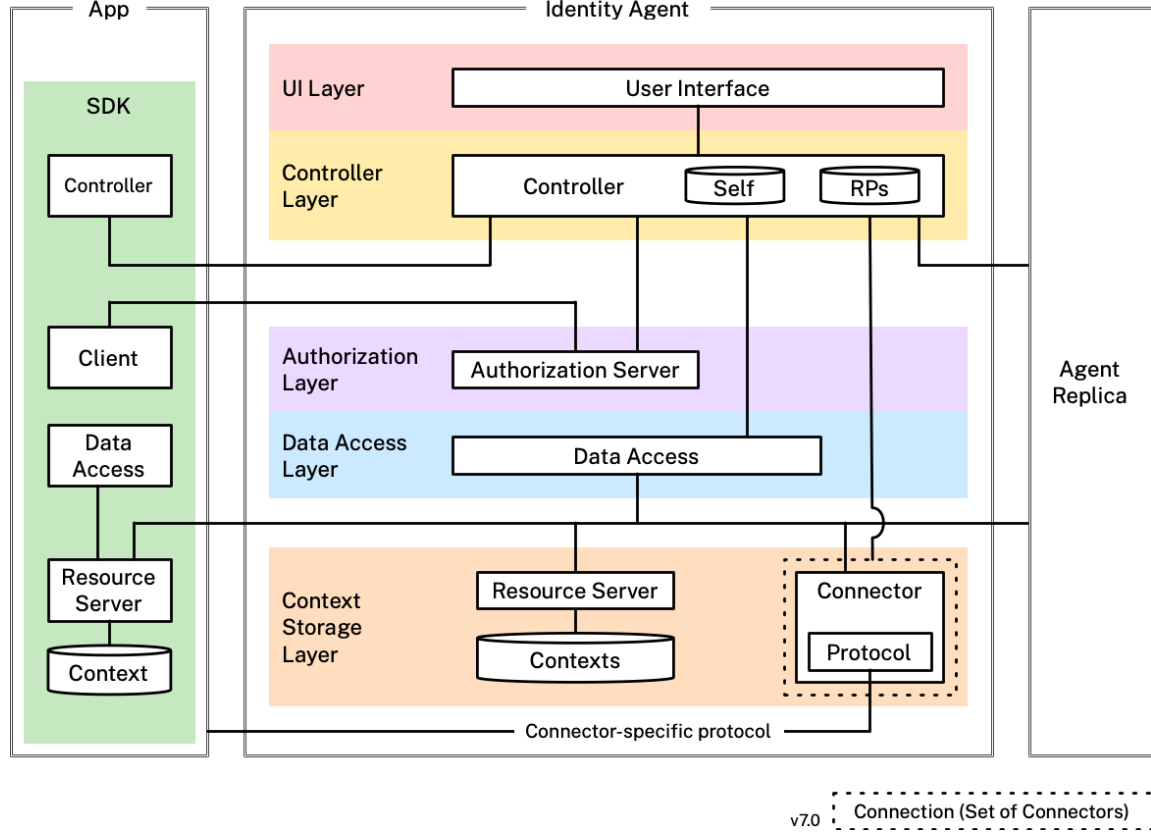 App
Identity Agent
SDK
Controller
Client
Data
Access
Resource
Server
Context
UI Layer
User Interface
Controller
Layer
Controller
Self
RPs
Authorization
Layer
Authorization Server
Data Access
Layer
Data Access
Context
Storage
Layer
Resource Server
Contexts
Connector
Protocol
Connector-specific protocol
Agent
Replica
v7.0
Connection (Set of Connectors)